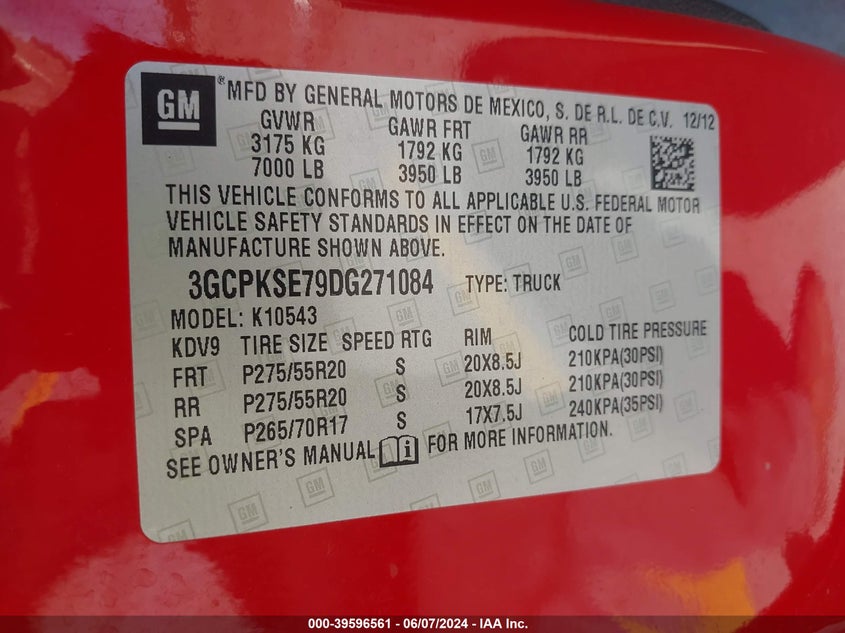 GM ® MFD BY GENERAL MOTORS DE MEXICO, S. DE R.L. DE C.V. 12/12
GVWR GAWR FRT GAWR RR
3175 KG 1792 KG 1792 KG
7000 LB 3950 LB 3950 LB
THIS VEHICLE CONFORMS TO ALL APPLICABLE U.S. FEDERAL MOTOR
VEHICLE SAFETY STANDARDS IN EFFECT ON THE DATE OF
MANUFACTURE SHOWN ABOVE.
3GCPKSE79DG271084 TYPE: TRUCK
MODEL: K10543
KDV9 TIRE SIZE SPEED RTG RIM COLD TIRE PRESSURE
FRT P275/55R20 S 20X8.5J 210KPA(30PSI)
RR P275/55R20 S 20X8.5J 210KPA(30PSI)
SPA P265/70R17 S 17X7.5J 240KPA(35PSI)
SEE OWNER'S MANUAL i FOR MORE INFORMATION.
000-39596561 / 06/07/2024 - IAA Inc.